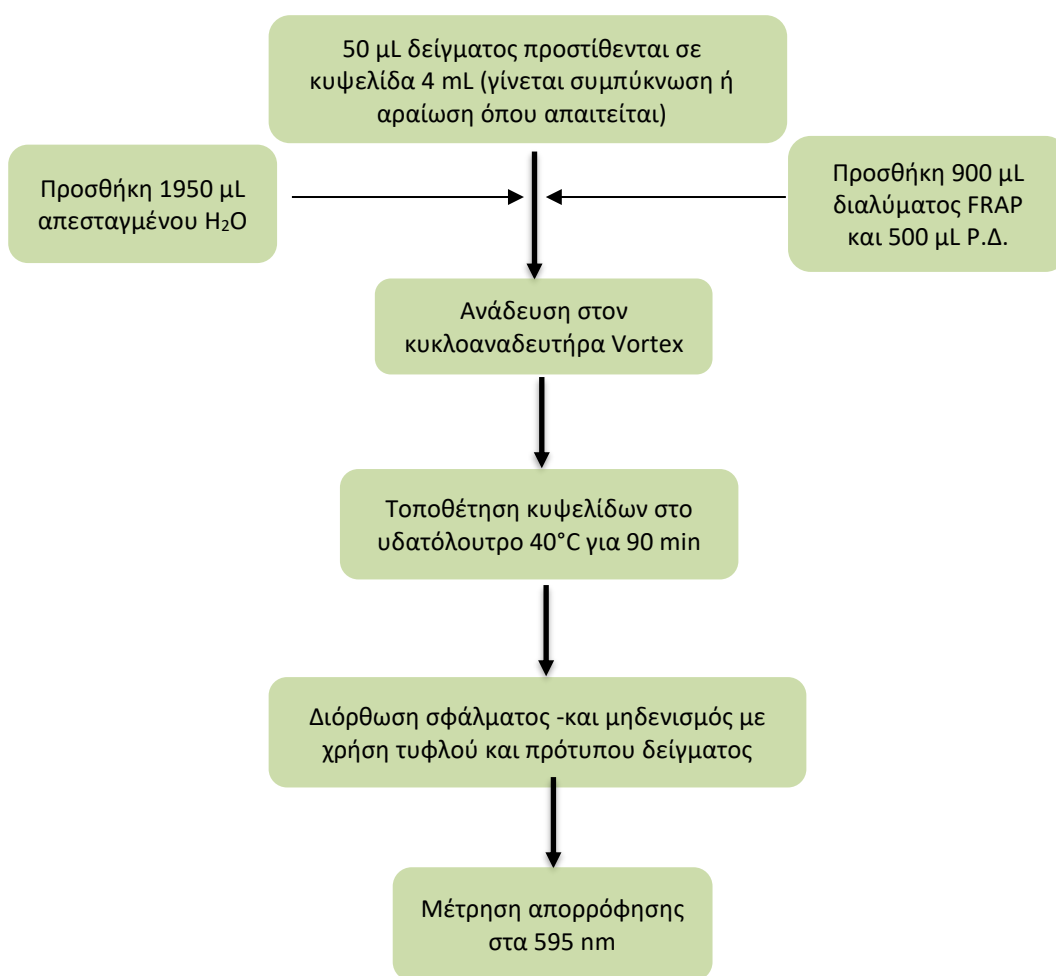 50 μL δείγματος προστίθενται σε
κυψελίδα 4 mL (γίνεται συμπύκνωση ή
αραίωση όπου απαιτείται)
Προσθήκη 1950 μL
απεσταγμένου H₂O
Προσθήκη 900 μL
διαλύματος FRAP
και 500 μL Ρ.Δ.
Ανάδευση στον
κυκλοαναδευτήρα Vortex
Τοποθέτηση κυψελίδων στο
υδατόλουτρο 40°C για 90 min
Διόρθωση σφάλματος -και μηδενισμός με
χρήση τυφλού και πρότυπου δείγματος
Μέτρηση απορρόφησης
στα 595 nm